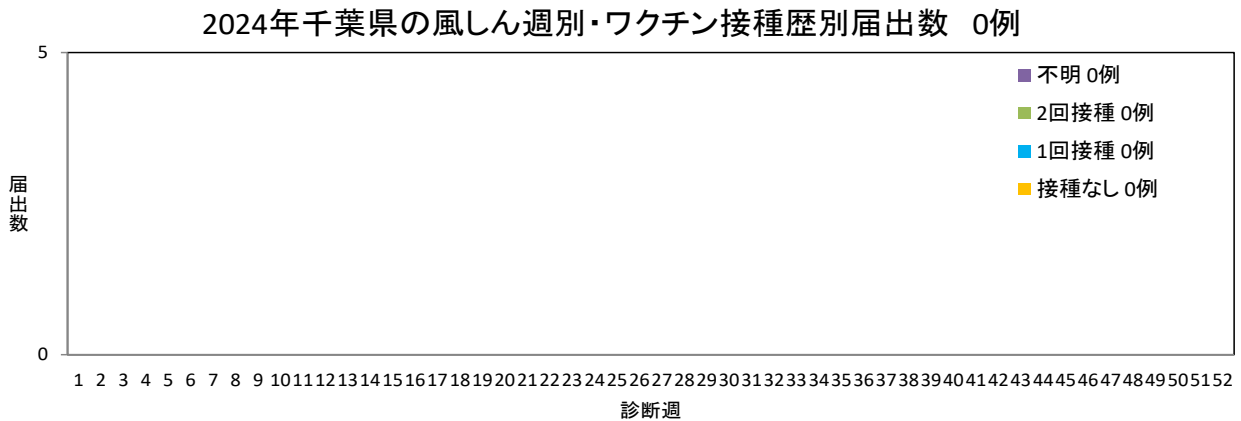 2024年千葉県の風しん週別・ワクチン接種歴別届出数　0例
5
不明 0例
2回接種 0例
1回接種 0例
接種なし 0例
届出数
0
1 2 3 4 5 6 7 8 9 10 11 12 13 14 15 16 17 18 19 20 21 22 23 24 25 26 27 28 29 30 31 32 33 34 35 36 37 38 39 40 41 42 43 44 45 46 47 48 49 50 51 52
診断週